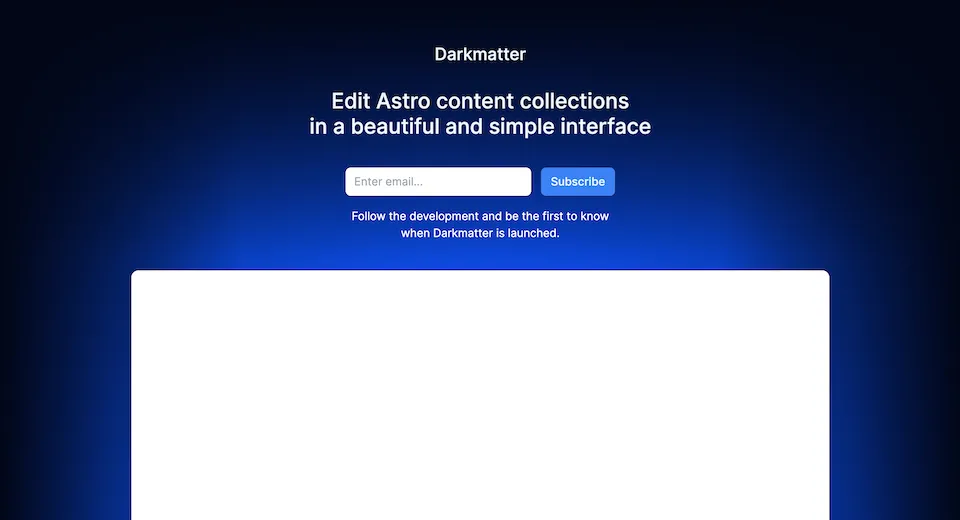 Darkmatter
Edit Astro content collections
in a beautiful and simple interface
Enter email...
Subscribe
Follow the development and be the first to know
when Darkmatter is launched.